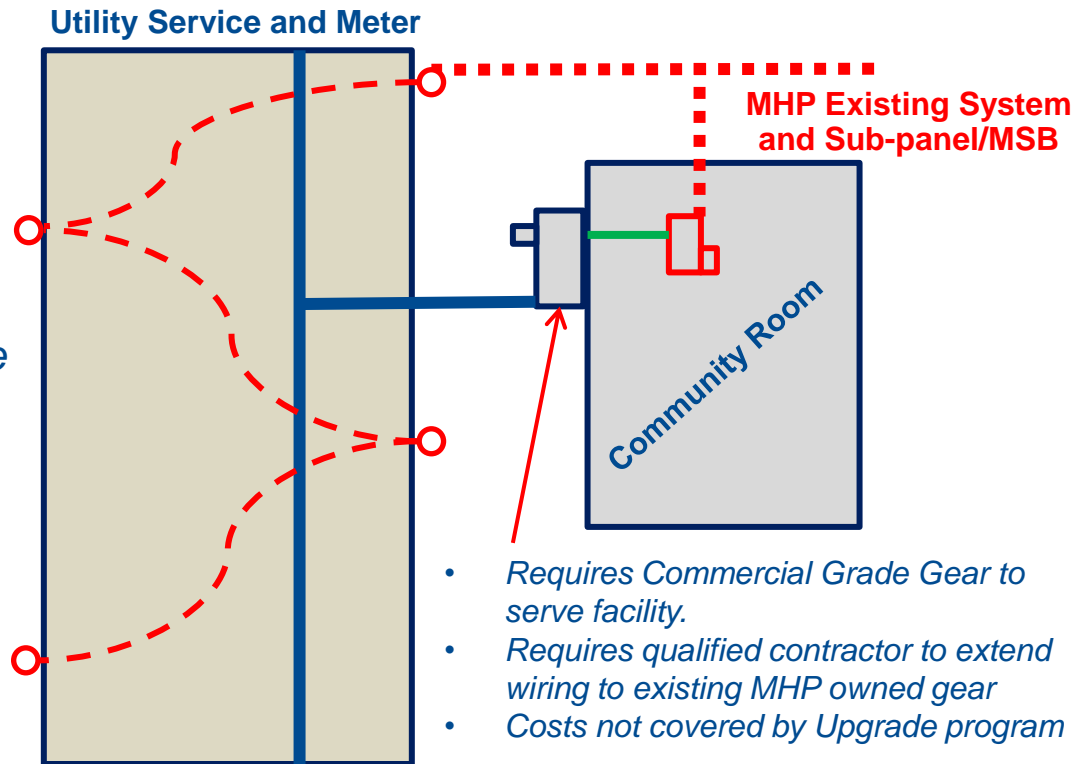 Utility Service and Meter
MHP Existing System
and Sub-panel/MSB
e
Community Room
• Requires Commercial Grade Gear to
serve facility.
• Requires qualified contractor to extend
wiring to existing MHP owned gear
• Costs not covered by Upgrade program